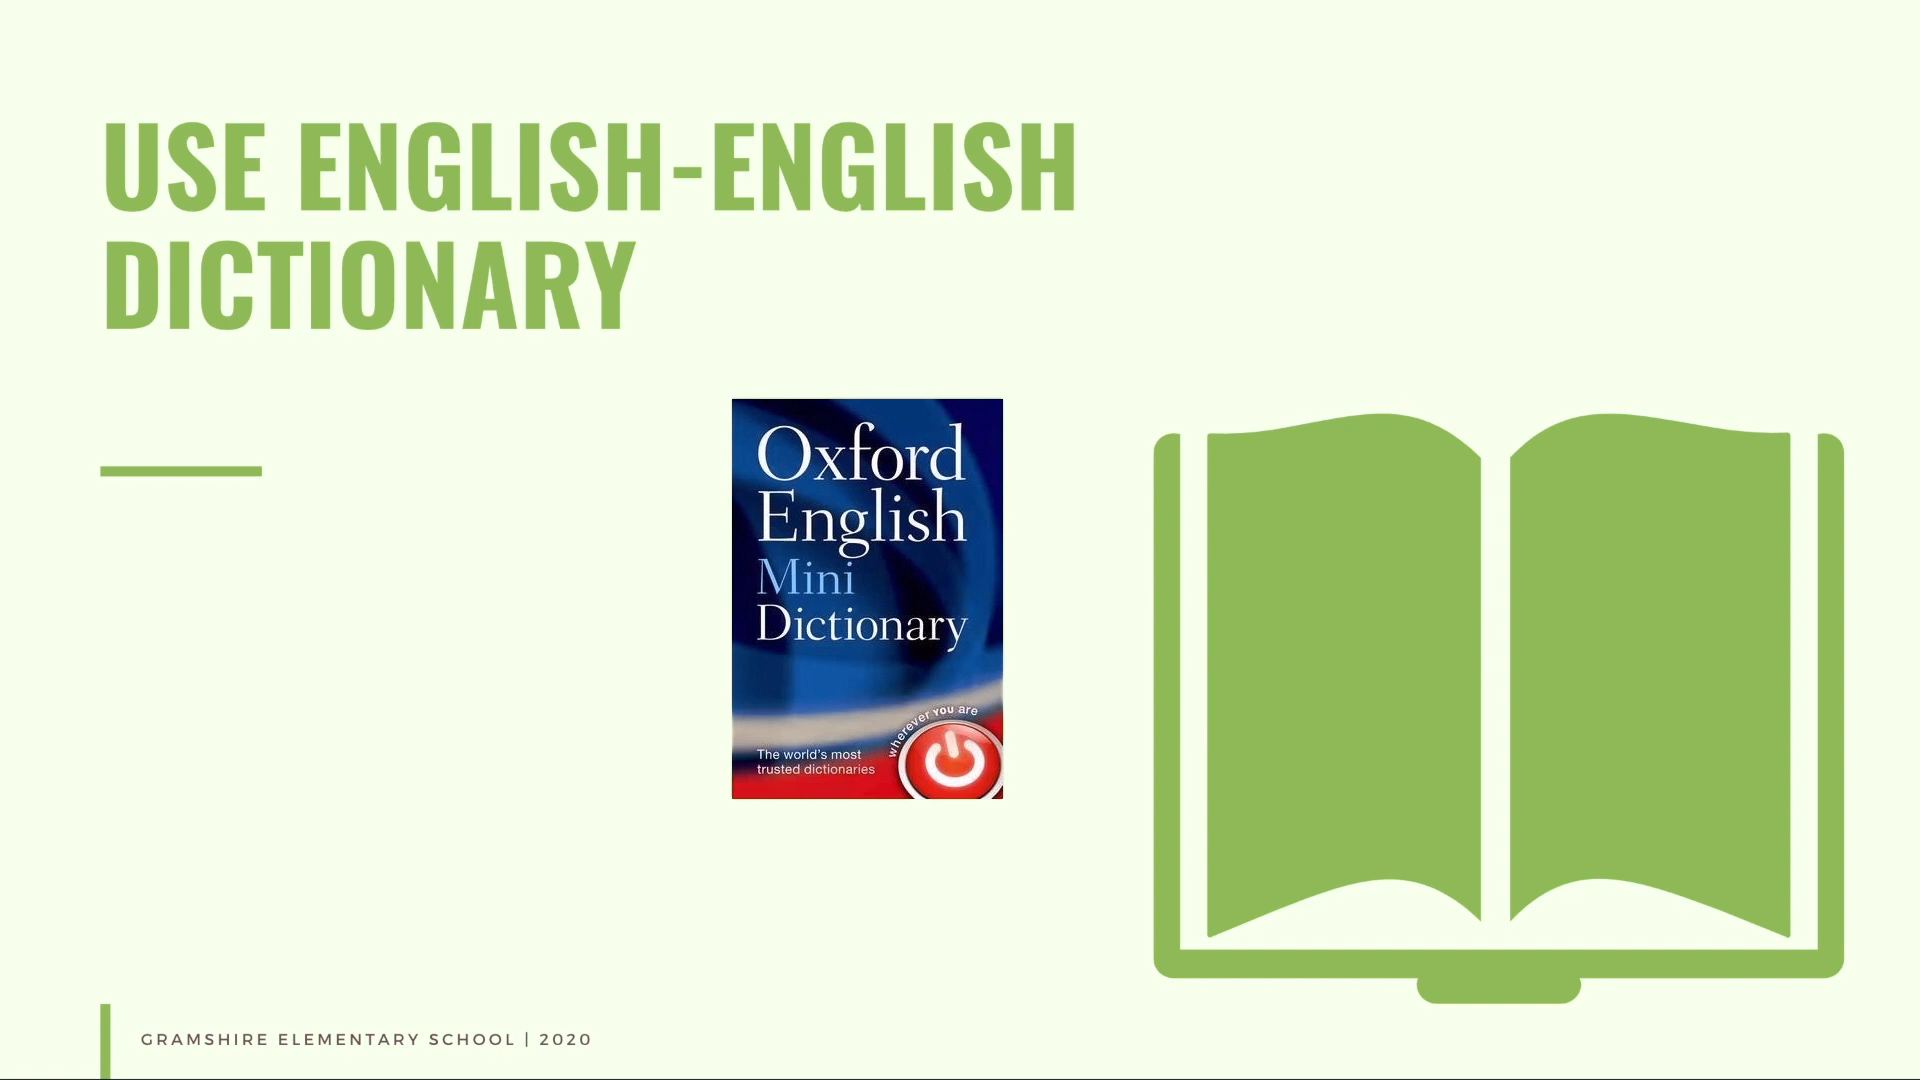 USE ENGLISH-ENGLISH
DICTIONARY
Oxford
English
Mini
Dictionary
wherever you are
The world's most
trusted dictionaries
GRAMSHIRE ELEMENTARY SCHOOL | 2020